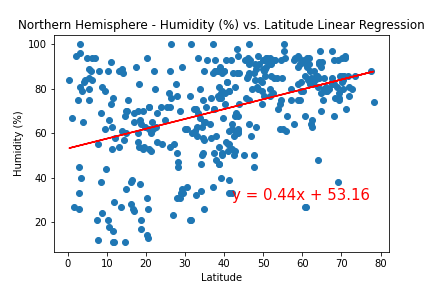 Northern Hemisphere - Humidity (%) vs. Latitude Linear Regression
100
80
60
40
20
Humidity (%)
y = 0.44x + 53.16
0 10 20 30 40 50 60 70 80
Latitude